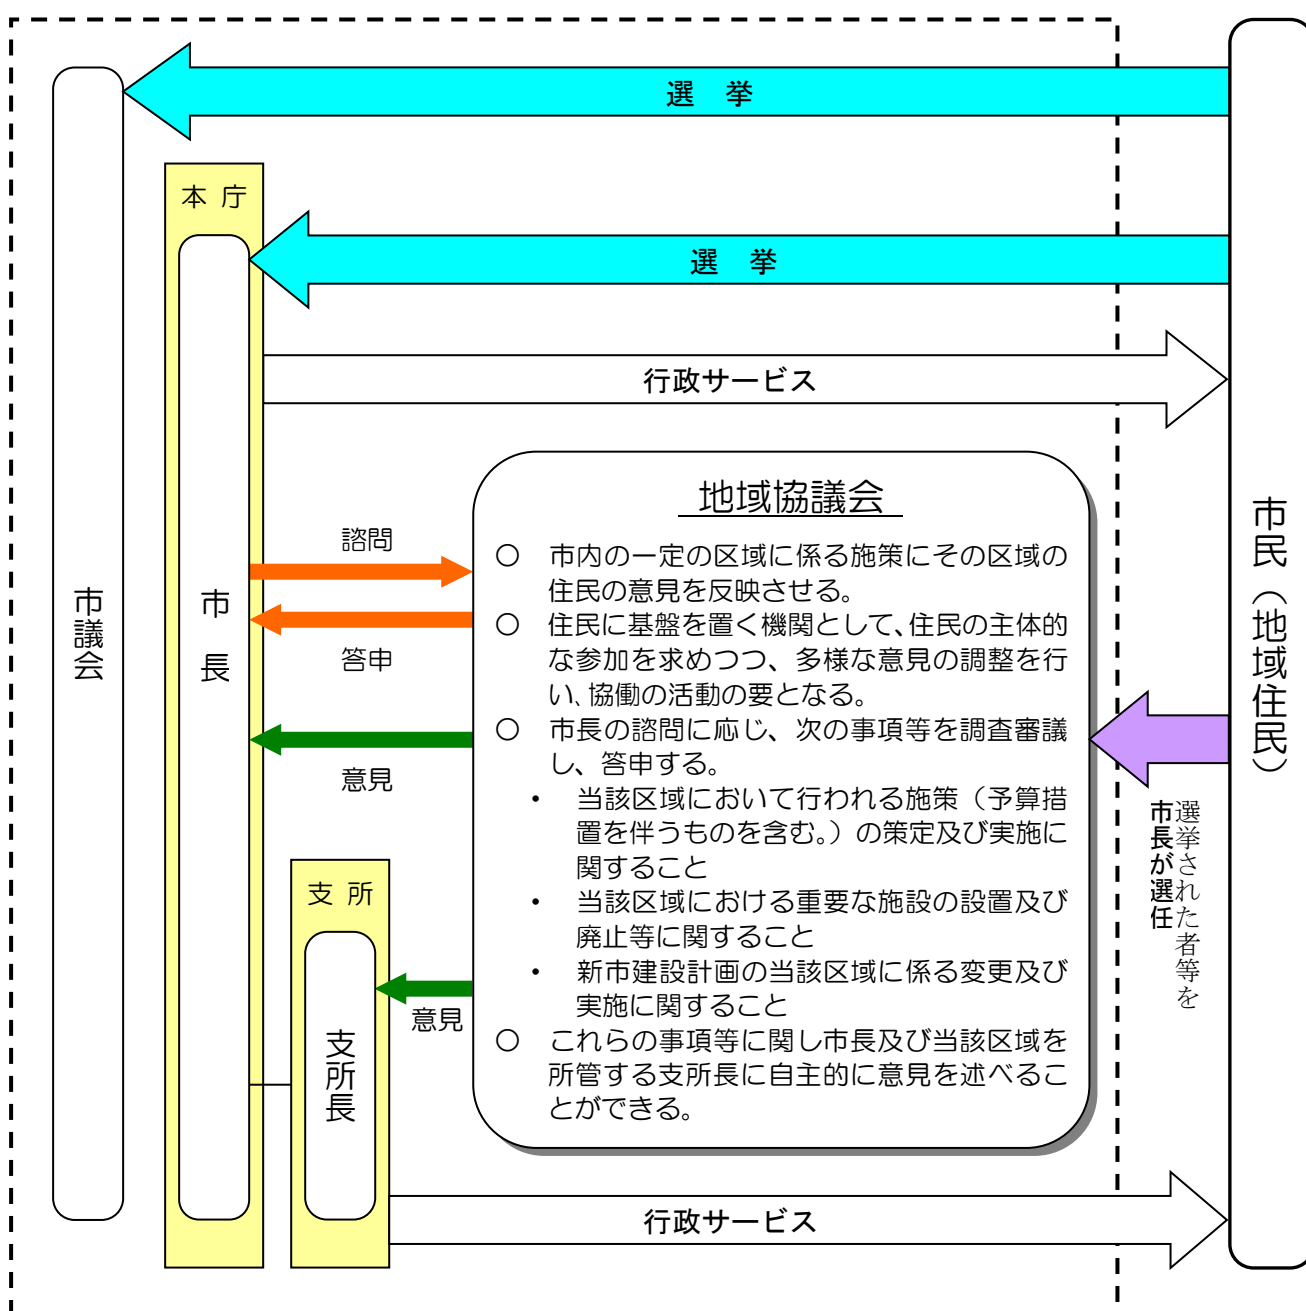 選　挙
本 庁
選　挙
行政サービス
地域協議会
○　市内の一定の区域に係る施策にその区域の
住民の意見を反映させる。
○　住民に基盤を置く機関として、住民の主体的
な参加を求めつつ、多様な意見の調整を行
い、協働の活動の要となる。
○　市長の諮問に応じ、次の事項等を調査審議
し、答申する。
・　当該区域において行われる施策（予算措
置を伴うものを含む。）の策定及び実施に
関すること
・　当該区域における重要な施設の設置及び
廃止等に関すること
・　新市建設計画の当該区域に係る変更及び
実施に関すること
○　これらの事項等に関し市長及び当該区域を
所管する支所長に自主的に意見を述べるこ
とができる。
諮問
答申
意見
意見
市議会
市　長
支 所
支所長
市民（地域住民）
選挙された者等を
市長が選任
行政サービス